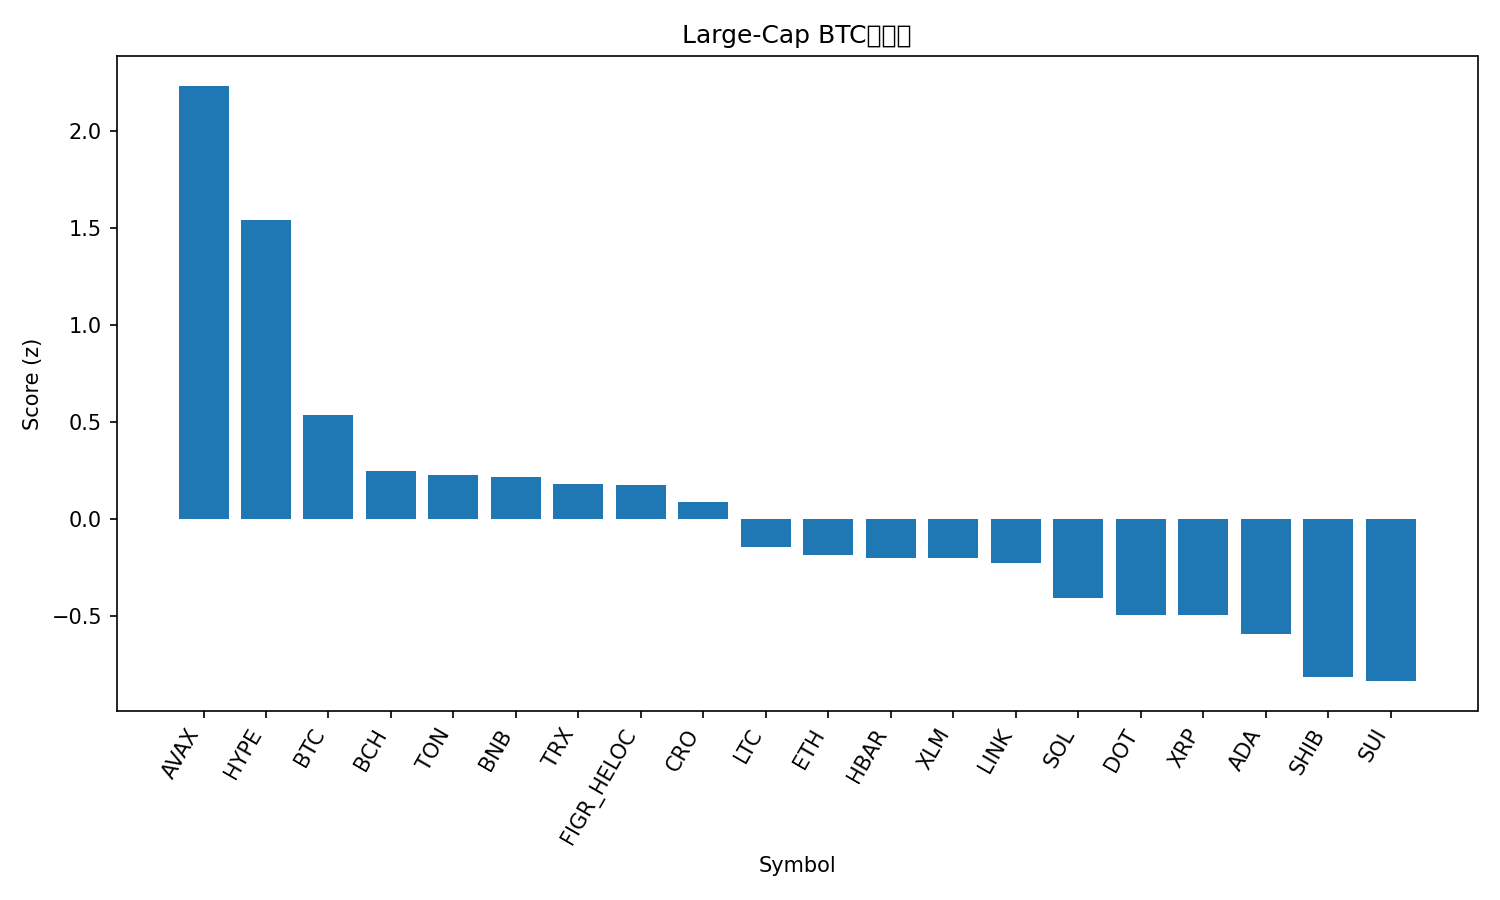 Large-Cap BTC
Score (z)
2.0
1.5
1.0
0.5
0.0
−0.5
AVAX
HYPE
BTC
BCH
TON
BNB
TRX
FIGR_HELOC
CRO
LTC
ETH
HBAR
XLM
LINK
SOL
DOT
XRP
ADA
SHIB
SUI
Symbol